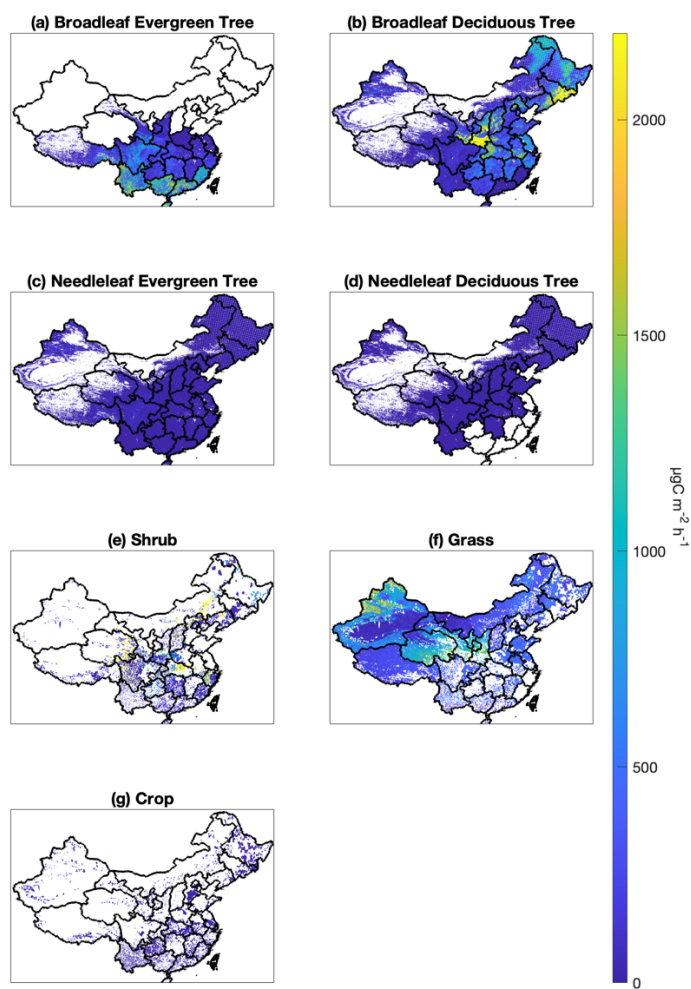 (a) Broadleaf Evergreen Tree
(b) Broadleaf Deciduous Tree
(c) Needleleaf Evergreen Tree
(d) Needleleaf Deciduous Tree
(e) Shrub
(f) Grass
(g) Crop
2000
1500
1000
500
0
µgC m⁻² h⁻¹